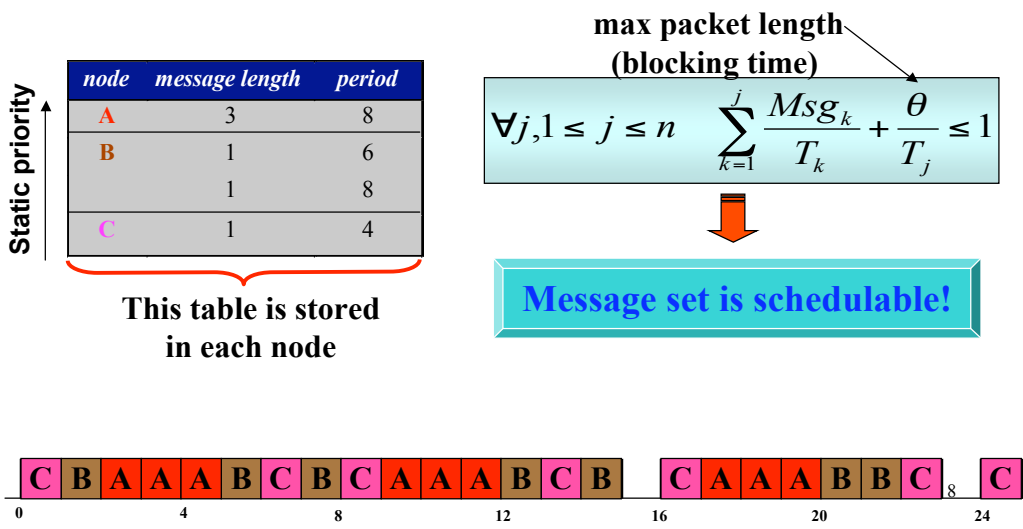 max packet length
(blocking time)
node message length period
A 3 8
B 1 6
1 8
C 1 4
Static priority
∀j,1 ≤ j ≤ n ∑_{k=1}^{j} Msg_k / T_k + θ / T_j ≤ 1
Message set is schedulable!
This table is stored
in each node
C B A A A B C B C A A A B C B C A A A B B C 8 C
0 4 8 12 16 20 24